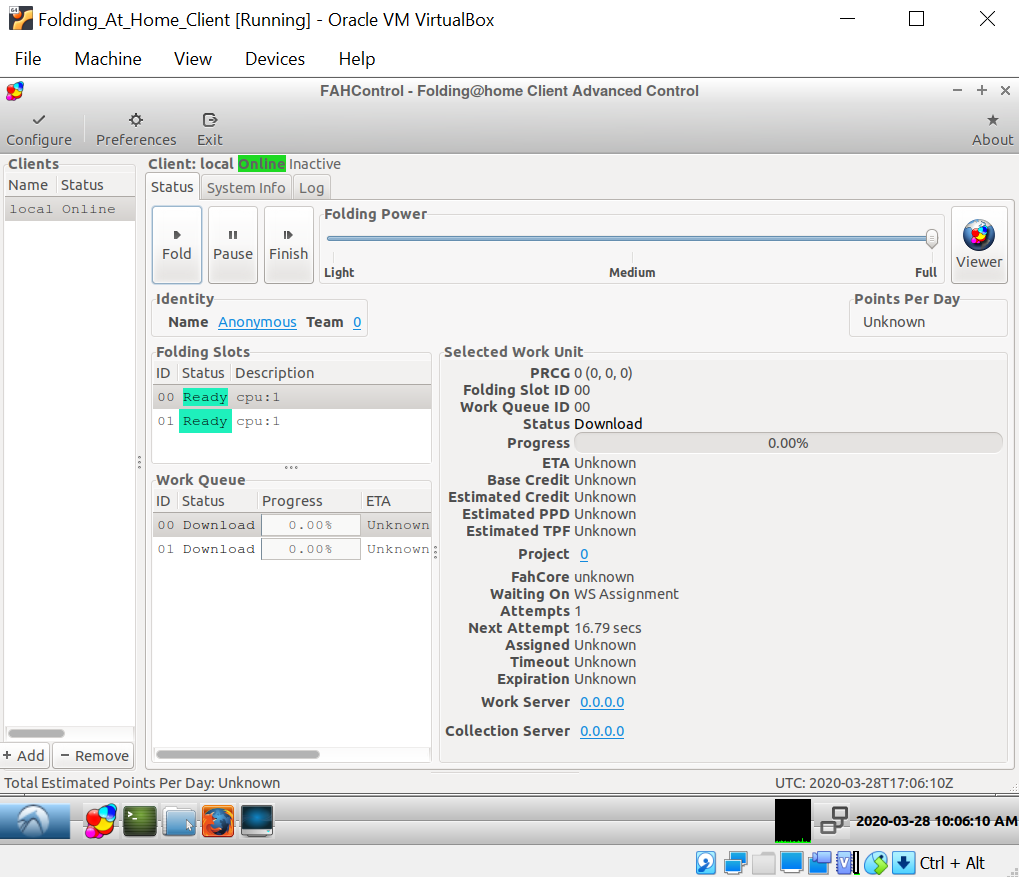 Folding_At_Home_Client [Running] - Oracle VM VirtualBox
File Machine View Devices Help
FAHControl - Folding@home Client Advanced Control
Configure Preferences Exit About
Clients
Name Status
local Online
+ Add − Remove
Client: local Online Inactive
Status System Info Log
Fold Pause Finish
Folding Power
Light Medium Full
Viewer
Identity
Name Anonymous Team 0
Points Per Day
Unknown
Folding Slots
ID Status Description
00 Ready cpu:1
01 Ready cpu:1
Work Queue
ID Status Progress ETA
00 Download 0.00% Unknown
01 Download 0.00% Unknown
Selected Work Unit
PRCG 0 (0, 0, 0)
Folding Slot ID 00
Work Queue ID 00
Status Download
Progress 0.00%
ETA Unknown
Base Credit Unknown
Estimated Credit Unknown
Estimated PPD Unknown
Estimated TPF Unknown
Project 0
FahCore unknown
Waiting On WS Assignment
Attempts 1
Next Attempt 16.79 secs
Assigned Unknown
Timeout Unknown
Expiration Unknown
Work Server 0.0.0.0
Collection Server 0.0.0.0
Total Estimated Points Per Day: Unknown UTC: 2020-03-28T17:06:10Z
2020-03-28 10:06:10 AM
Ctrl + Alt